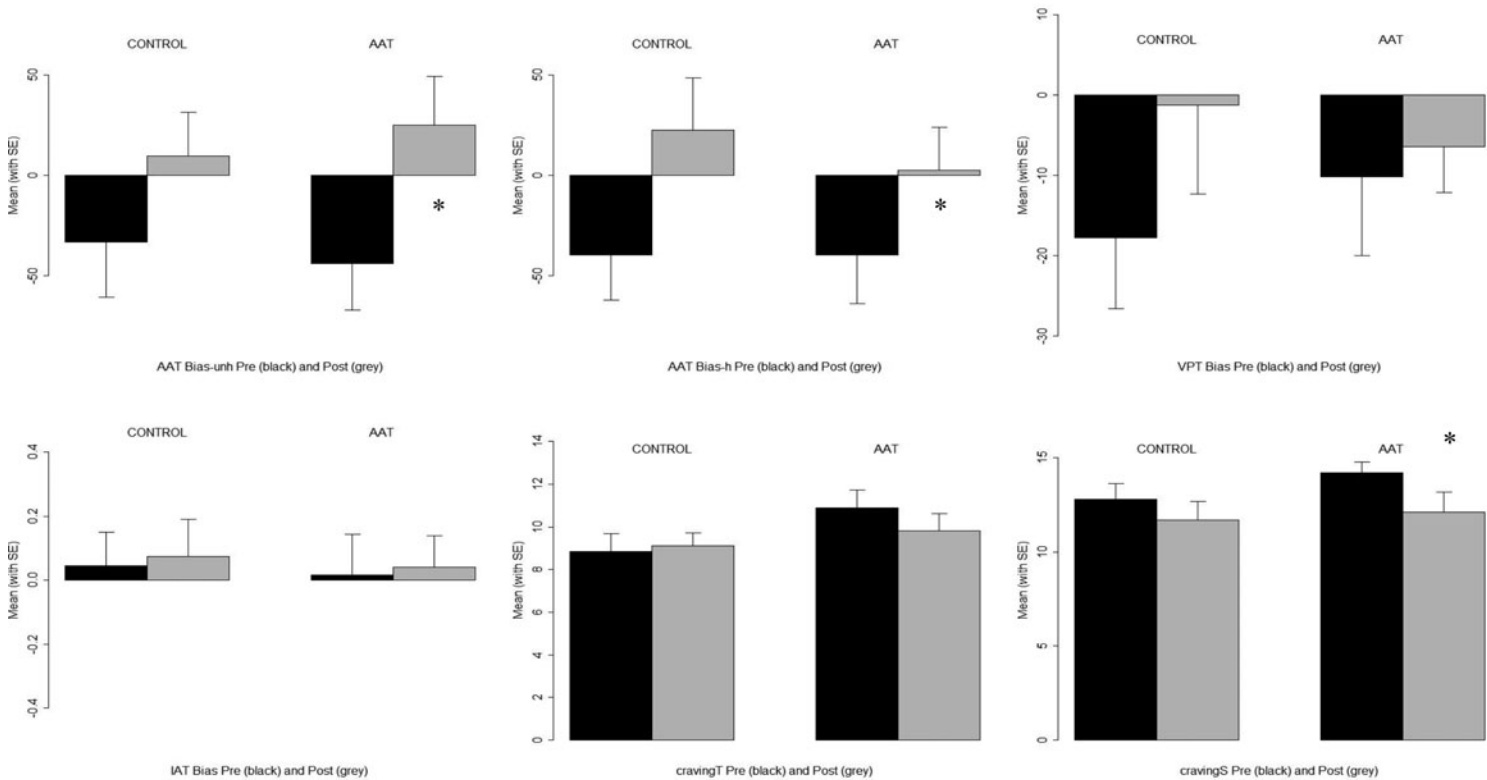 CONTROL AAT
Mean (with SE)
50
0
-50
*
AAT Bias-unh Pre (black) and Post (grey)
CONTROL AAT
Mean (with SE)
50
0
-50
*
AAT Bias-h Pre (black) and Post (grey)
CONTROL AAT
Mean (with SE)
10
0
-10
-20
-30
VPT Bias Pre (black) and Post (grey)
CONTROL AAT
Mean (with SE)
0.4
0.2
0.0
-0.2
-0.4
IAT Bias Pre (black) and Post (grey)
CONTROL AAT
Mean (with SE)
14
12
10
8
6
4
2
0
cravingT Pre (black) and Post (grey)
*
CONTROL AAT
Mean (with SE)
15
10
5
0
cravingS Pre (black) and Post (grey)